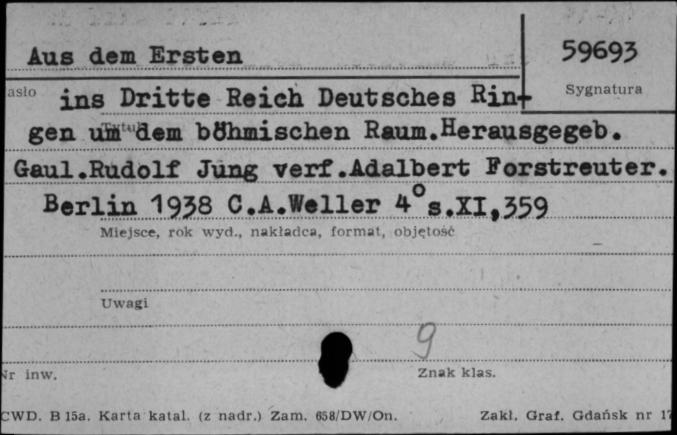 Aus dem Ersten
59693
asło
Sygnatura
ins Dritte Reich Deutsches Rin-
gen um dem böhmischen Raum.Herausgegeb.
Gaul.Rudolf Jung verf.Adalbert Forstreuter.
Berlin 1938 C.A.Weller 4° s.XI,359
Miejsce, rok wyd., nakładca, format, objętość
Uwagi
9
Nr inw.
Znak klas.
CWD. B 15a. Karta katal. (z nadr.) Zam. 658/DW/On.
Zakł. Graf. Gdańsk nr 17